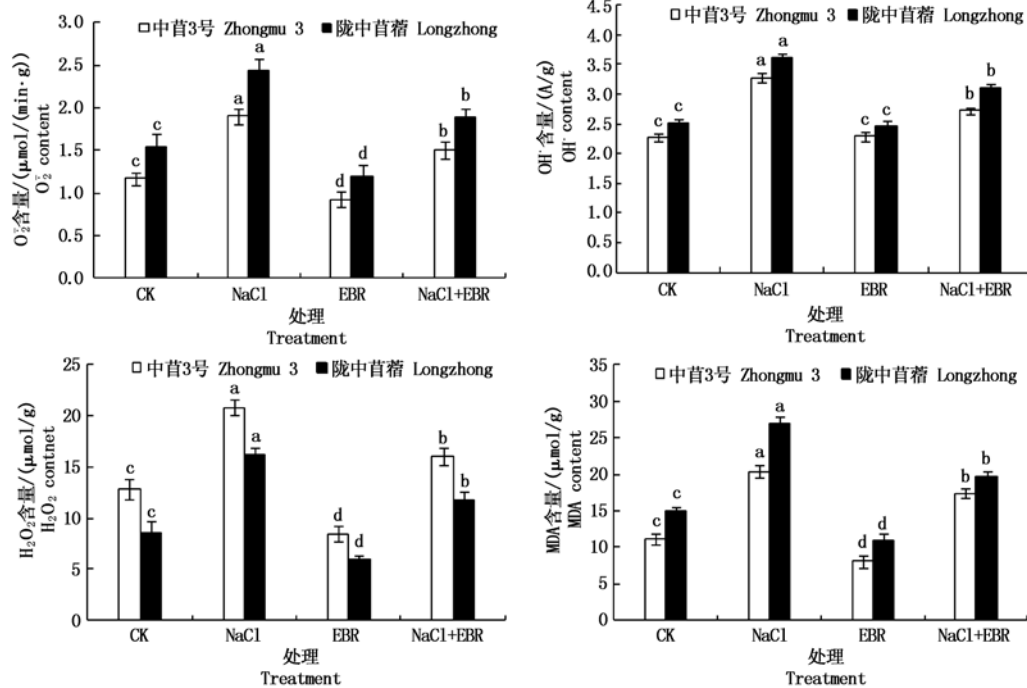 3.0
2.5
2.0
1.5
1.0
0.5
0.0
O₂⁻含量/(μmol/(min·g))
O₂⁻ content
中苜3号 Zhongmu 3 陇中苜蓿 Longzhong
c c a a d d b b
CK NaCl EBR NaCl+EBR
处理
Treatment
4.5
4.0
3.5
3.0
2.5
2.0
1.5
1.0
0.5
0.0
OH·含量/(A/g)
OH· content
中苜3号 Zhongmu 3 陇中苜蓿 Longzhong
c c a a c c b b
CK NaCl EBR NaCl+EBR
处理
Treatment
25
20
15
10
5
0
H₂O₂含量/(μmol/g)
H₂O₂ contnet
中苜3号 Zhongmu 3 陇中苜蓿 Longzhong
c c a a d d b b
CK NaCl EBR NaCl+EBR
处理
Treatment
35
30
25
20
15
10
5
0
MDA含量/(μmol/g)
MDA content
中苜3号 Zhongmu 3 陇中苜蓿 Longzhong
c c a a d d b b
CK NaCl EBR NaCl+EBR
处理
Treatment